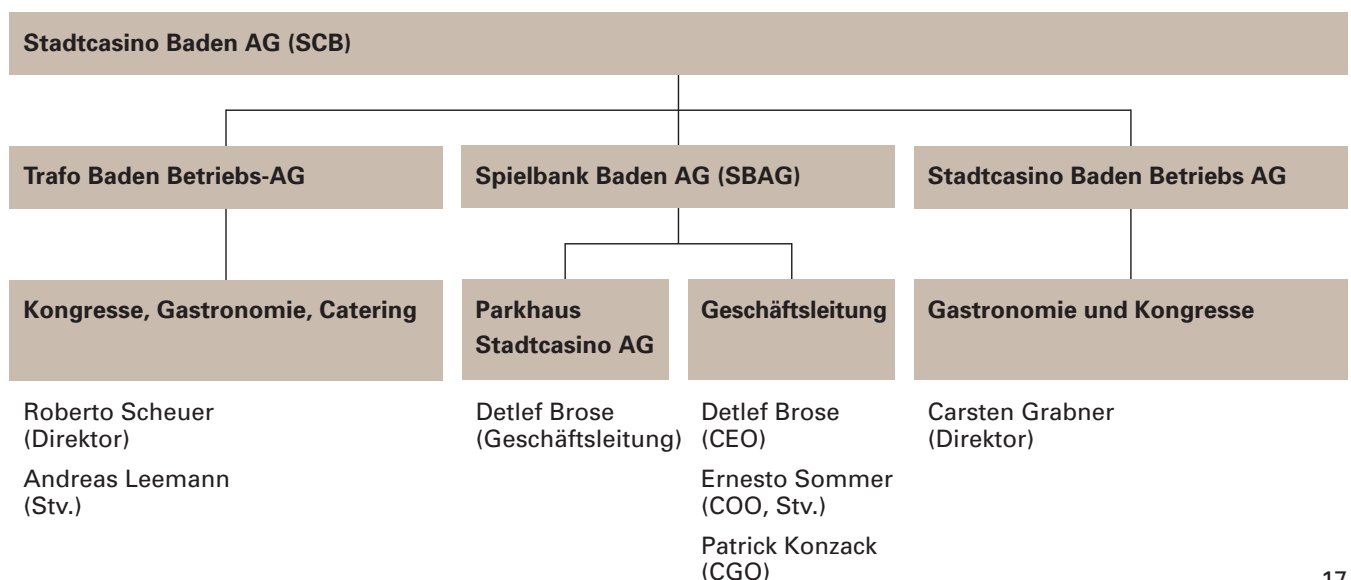 Stadtcasino Baden AG (SCB)
Trafo Baden Betriebs-AG
Spielbank Baden AG (SBAG)
Stadtcasino Baden Betriebs AG
Kongresse, Gastronomie, Catering
Parkhaus
Stadtcasino AG
Geschäftsleitung
Gastronomie und Kongresse
Roberto Scheuer
(Direktor)
Andreas Leemann
(Stv.)
Detlef Brose
(Geschäftsleitung)
Detlef Brose
(CEO)
Ernesto Sommer
(COO, Stv.)
Patrick Konzack
(CGO)
Carsten Grabner
(Direktor)
17